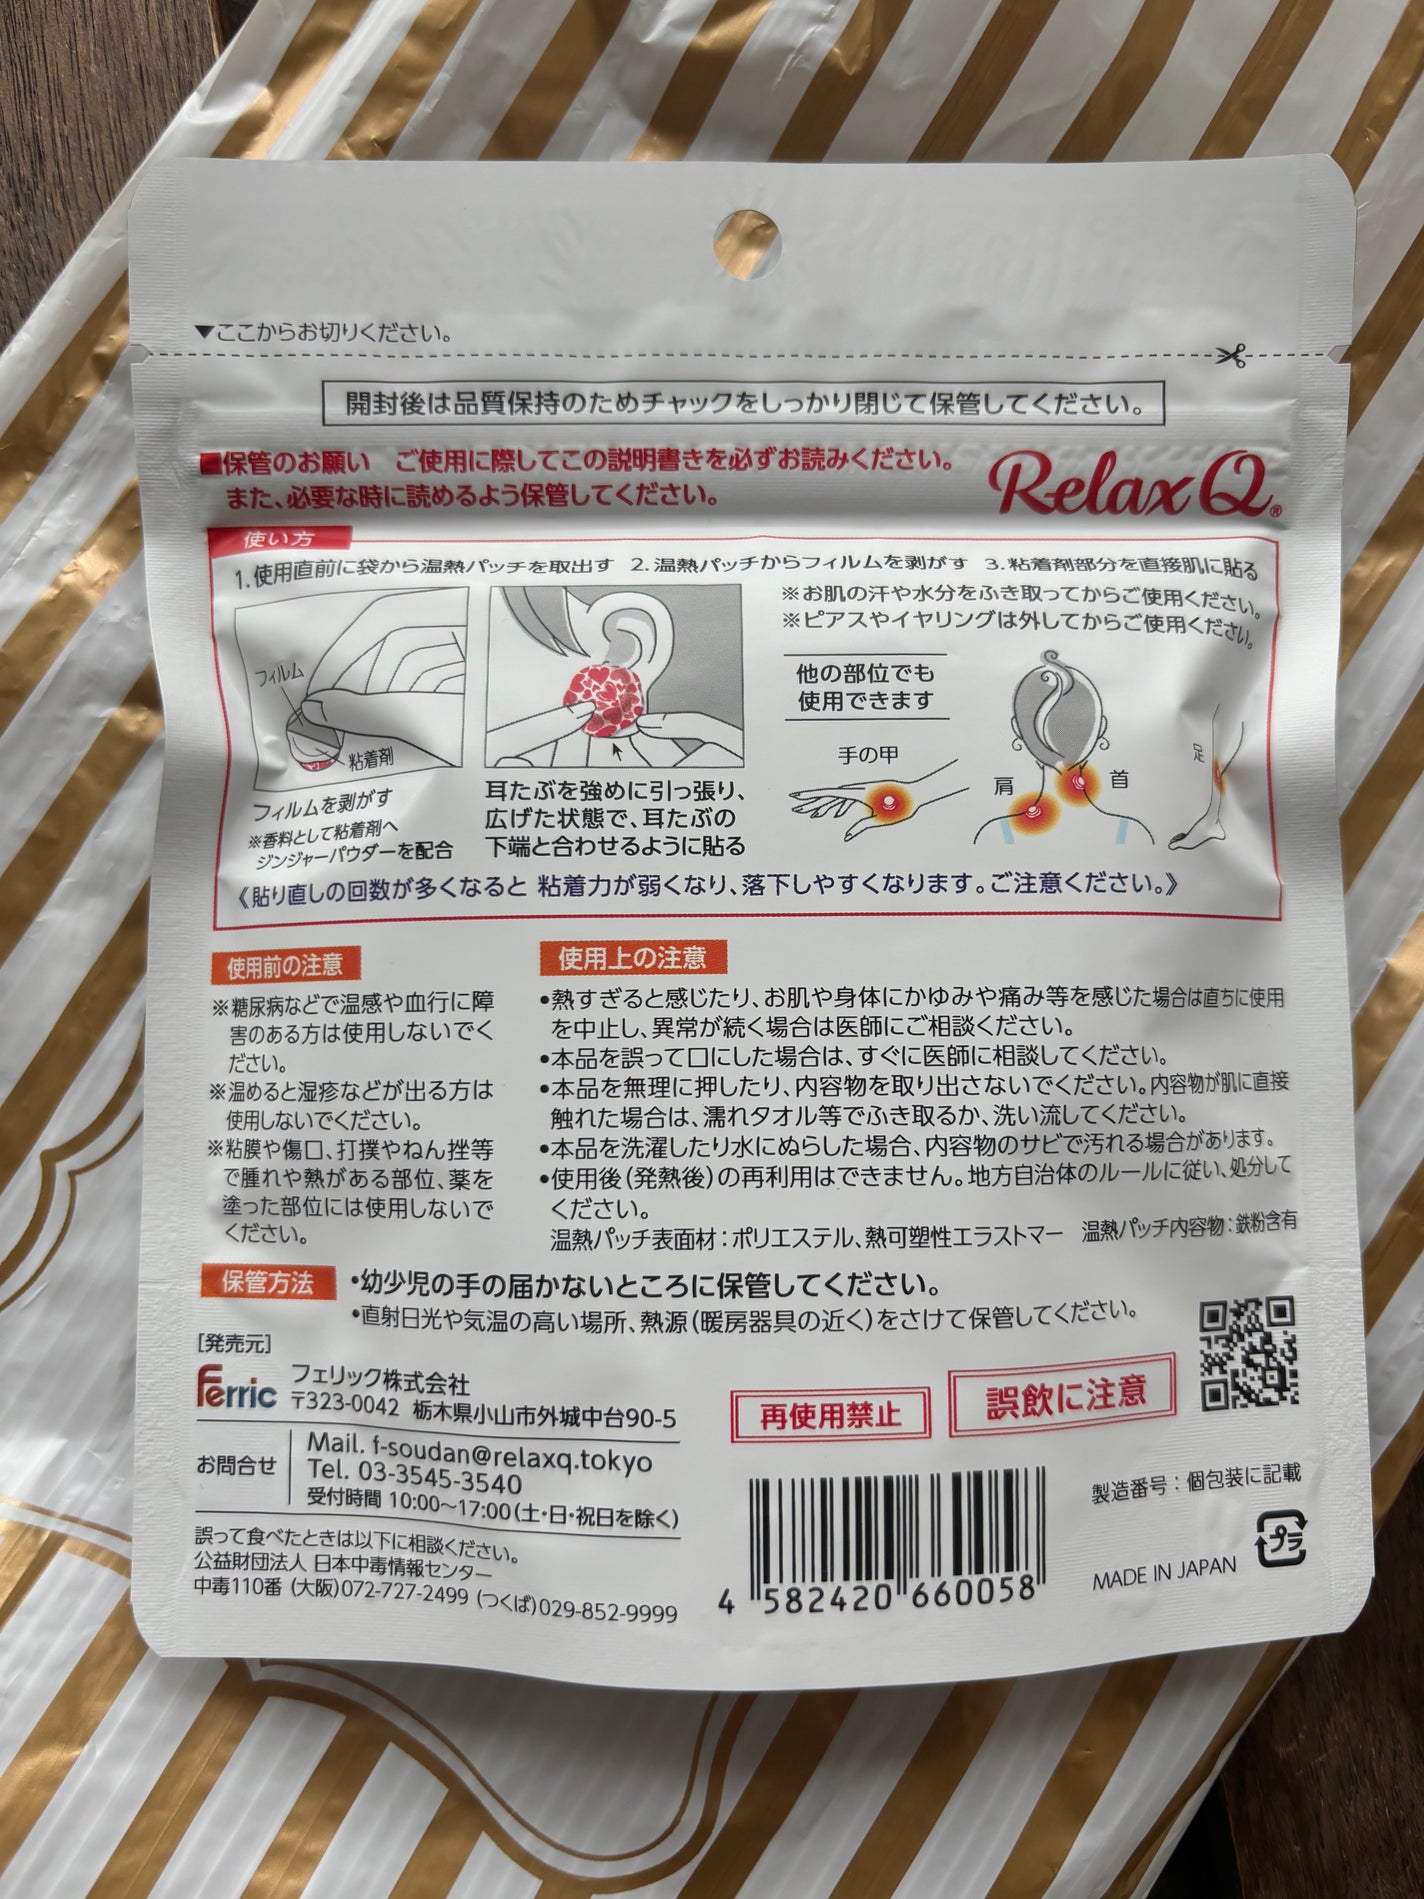 ▼ここからお切りください。
開封後は品質保持のためチャックをしっかり閉じて保管してください。
■保管のお願い　ご使用に際してこの説明書きを必ずお読みください。
また、必要な時に読めるよう保管してください。
Relax Q®
使い方
1.使用直前に袋から温熱パッチを取出す
フィルム
粘着剤
フィルムを剥がす
※香料として粘着剤へ
ジンジャーパウダーを配合
2.温熱パッチからフィルムを剥がす
耳たぶを強めに引っ張り、
広げた状態で、耳たぶの
下端と合わせるように貼る
3.粘着剤部分を直接肌に貼る
※お肌の汗や水分をふき取ってからご使用ください。
※ピアスやイヤリングは外してからご使用ください。
他の部位でも
使用できます
手の甲
肩
首
足
《貼り直しの回数が多くなると 粘着力が弱くなり、落下しやすくなります。ご注意ください。》
使用前の注意
※糖尿病などで温感や血行に障
害のある方は使用しないでく
ださい。
※温めると湿疹などが出る方は
使用しないでください。
※粘膜や傷口、打撲やねん挫等
で腫れや熱がある部位、薬を
塗った部位には使用しないで
ください。
使用上の注意
•熱すぎると感じたり、お肌や身体にかゆみや痛み等を感じた場合は直ちに使用
を中止し、異常が続く場合は医師にご相談ください。
•本品を誤って口にした場合は、すぐに医師に相談してください。
•本品を無理に押したり、内容物を取り出さないでください。内容物が肌に直接
触れた場合は、濡れタオル等でふき取るか、洗い流してください。
•本品を洗濯したり水にぬらした場合、内容物のサビで汚れる場合があります。
•使用後（発熱後）の再利用はできません。地方自治体のルールに従い、処分して
ください。
温熱パッチ表面材：ポリエステル、熱可塑性エラストマー　温熱パッチ内容物：鉄粉含有
保管方法
•幼少児の手の届かないところに保管してください。
•直射日光や気温の高い場所、熱源（暖房器具の近く）をさけて保管してください。
[発売元]
Ferric
フェリック株式会社
〒323-0042 栃木県小山市外城中台90-5
お問合せ
Mail. f-soudan@relaxq.tokyo
Tel. 03-3545-3540
受付時間 10:00〜17:00（土・日・祝日を除く）
誤って食べたときは以下に相談ください。
公益財団法人 日本中毒情報センター
中毒110番 （大阪）072-727-2499 （つくば）029-852-9999
再使用禁止
誤飲に注意
4 582420 660058
製造番号：個包装に記載
MADE IN JAPAN
プラ